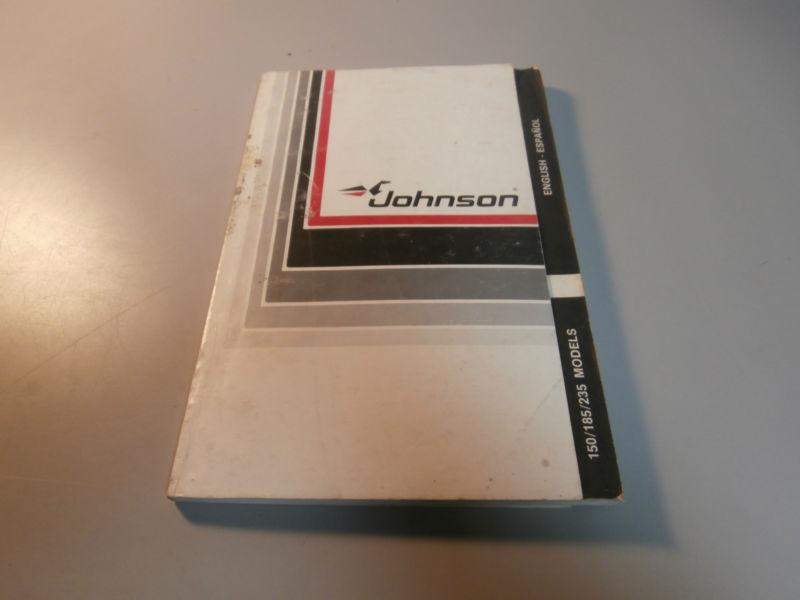 Johnson
ENGLISH - ESPAÑOL
150/185/235 MODELS